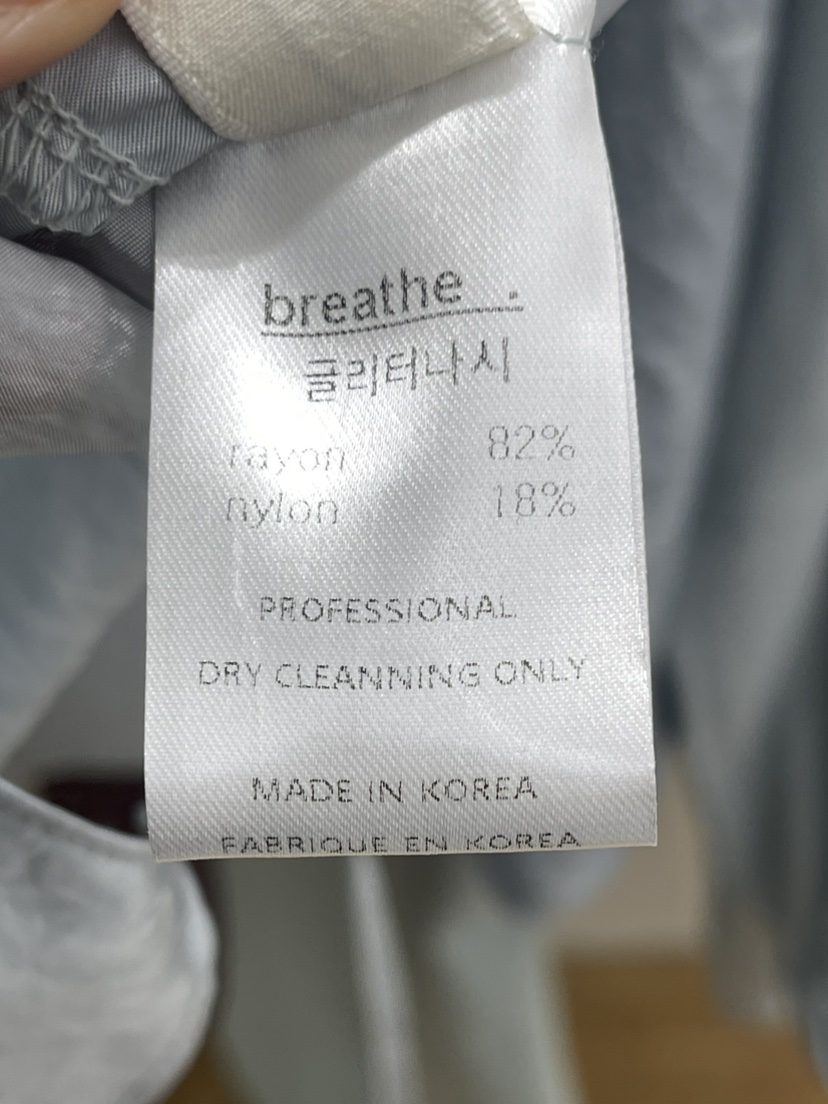 breathe .
글리터나시
rayon 82%
nylon 18%
PROFESSIONAL
DRY CLEANNING ONLY
MADE IN KOREA
FABRIQUE EN KOREA